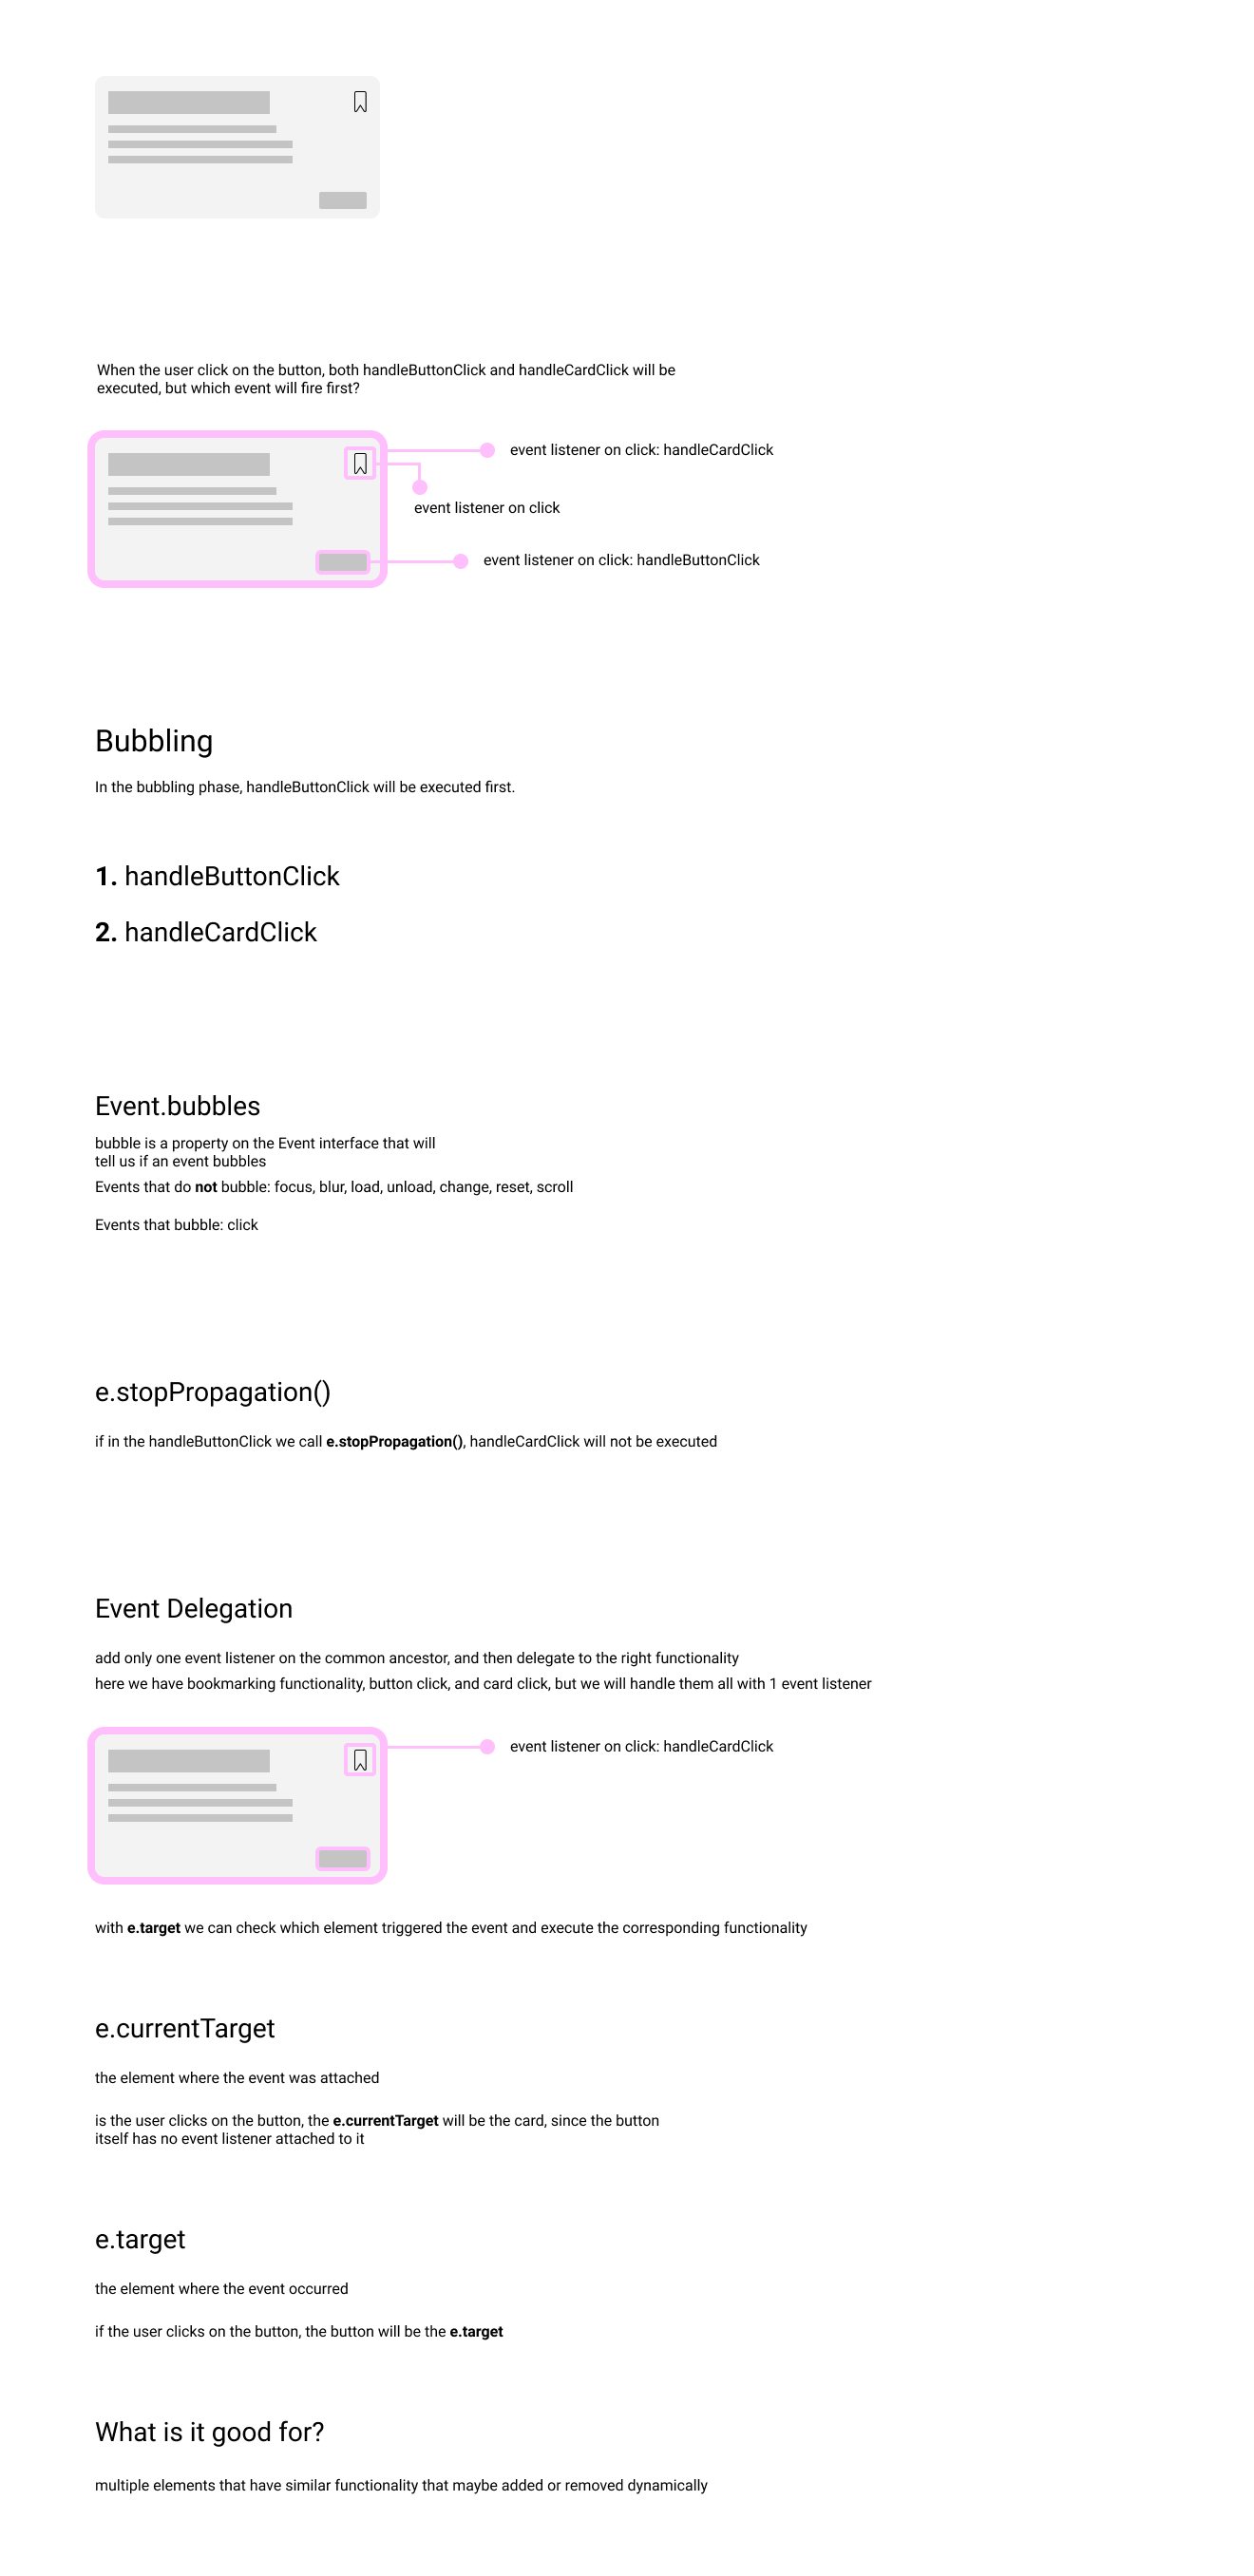 When the user click on the button, both handleButtonClick and handleCardClick will be
executed, but which event will fire first?
event listener on click: handleCardClick
event listener on click
event listener on click: handleButtonClick
Bubbling
In the bubbling phase, handleButtonClick will be executed first.
1. handleButtonClick
2. handleCardClick
Event.bubbles
bubble is a property on the Event interface that will
tell us if an event bubbles
Events that do not bubble: focus, blur, load, unload, change, reset, scroll
Events that bubble: click
e.stopPropagation()
if in the handleButtonClick we call e.stopPropagation(), handleCardClick will not be executed
Event Delegation
add only one event listener on the common ancestor, and then delegate to the right functionality
here we have bookmarking functionality, button click, and card click, but we will handle them all with 1 event listener
event listener on click: handleCardClick
with e.target we can check which element triggered the event and execute the corresponding functionality
e.currentTarget
the element where the event was attached
is the user clicks on the button, the e.currentTarget will be the card, since the button
itself has no event listener attached to it
e.target
the element where the event occurred
if the user clicks on the button, the button will be the e.target
What is it good for?
multiple elements that have similar functionality that maybe added or removed dynamically